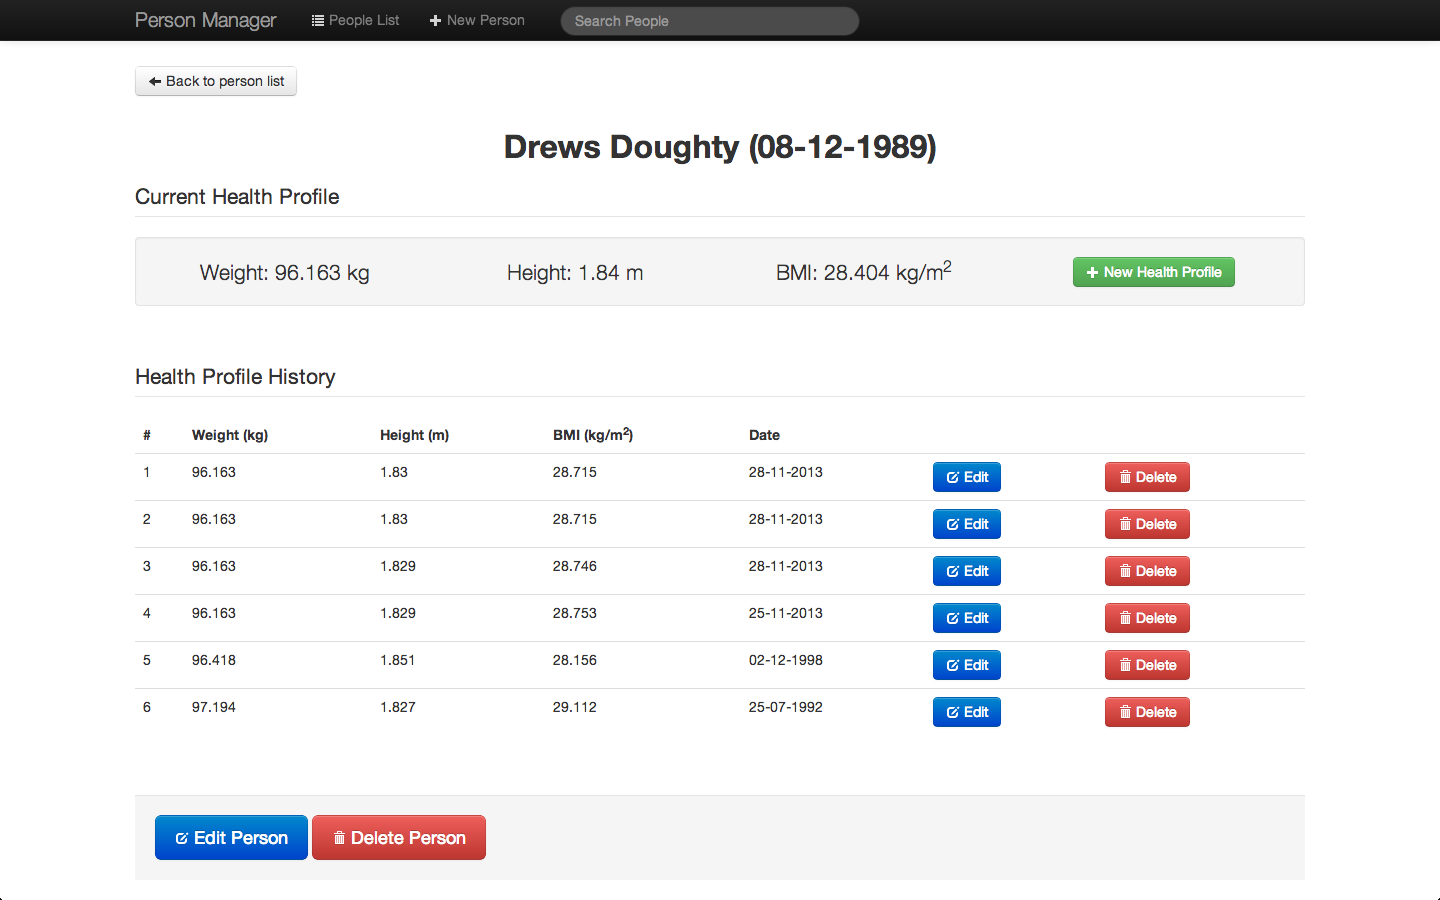 Person Manager People List New Person Search People
Back to person list
Drews Doughty (08-12-1989)
Current Health Profile
Weight: 96.163 kg Height: 1.84 m BMI: 28.404 kg/m² New Health Profile
Health Profile History
# Weight (kg) Height (m) BMI (kg/m²) Date
1 96.163 1.83 28.715 28-11-2013 Edit Delete
2 96.163 1.83 28.715 28-11-2013 Edit Delete
3 96.163 1.829 28.746 28-11-2013 Edit Delete
4 96.163 1.829 28.753 25-11-2013 Edit Delete
5 96.418 1.851 28.156 02-12-1998 Edit Delete
6 97.194 1.827 29.112 25-07-1992 Edit Delete
Edit Person Delete Person